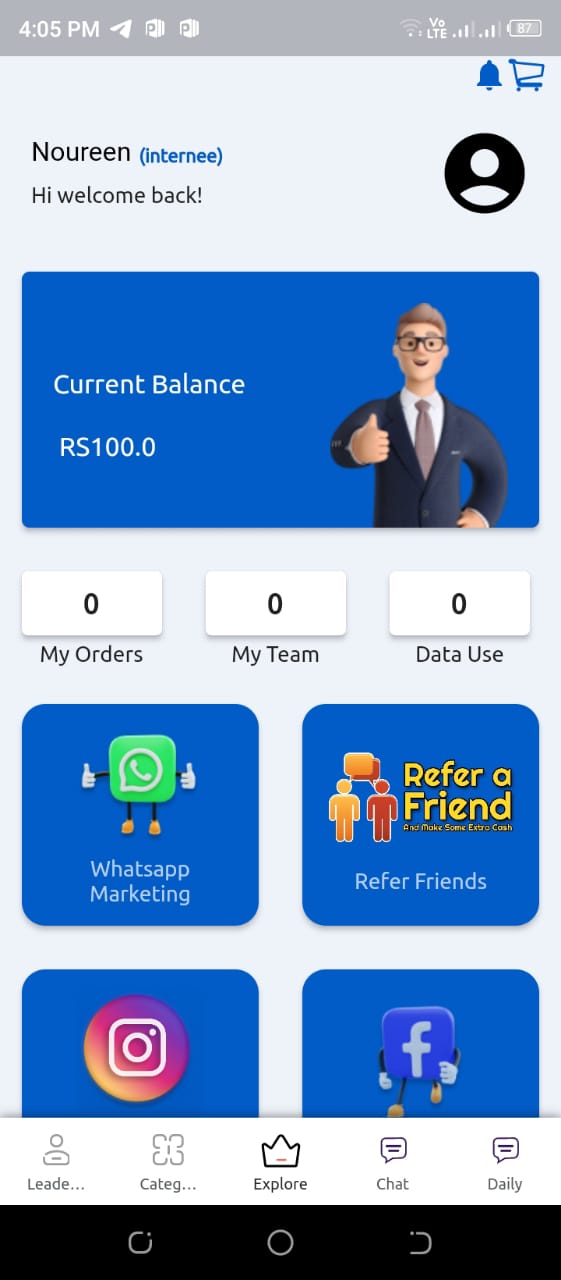 4:05 PM
Vo
LTE
87
Noureen (internee)
Hi welcome back!
Current Balance
RS100.0
0
0
0
My Orders
My Team
Data Use
Whatsapp
Marketing
Refer a
Friend
And Make Some Extra Cash
Refer Friends
Leade...
Categ...
Explore
Chat
Daily